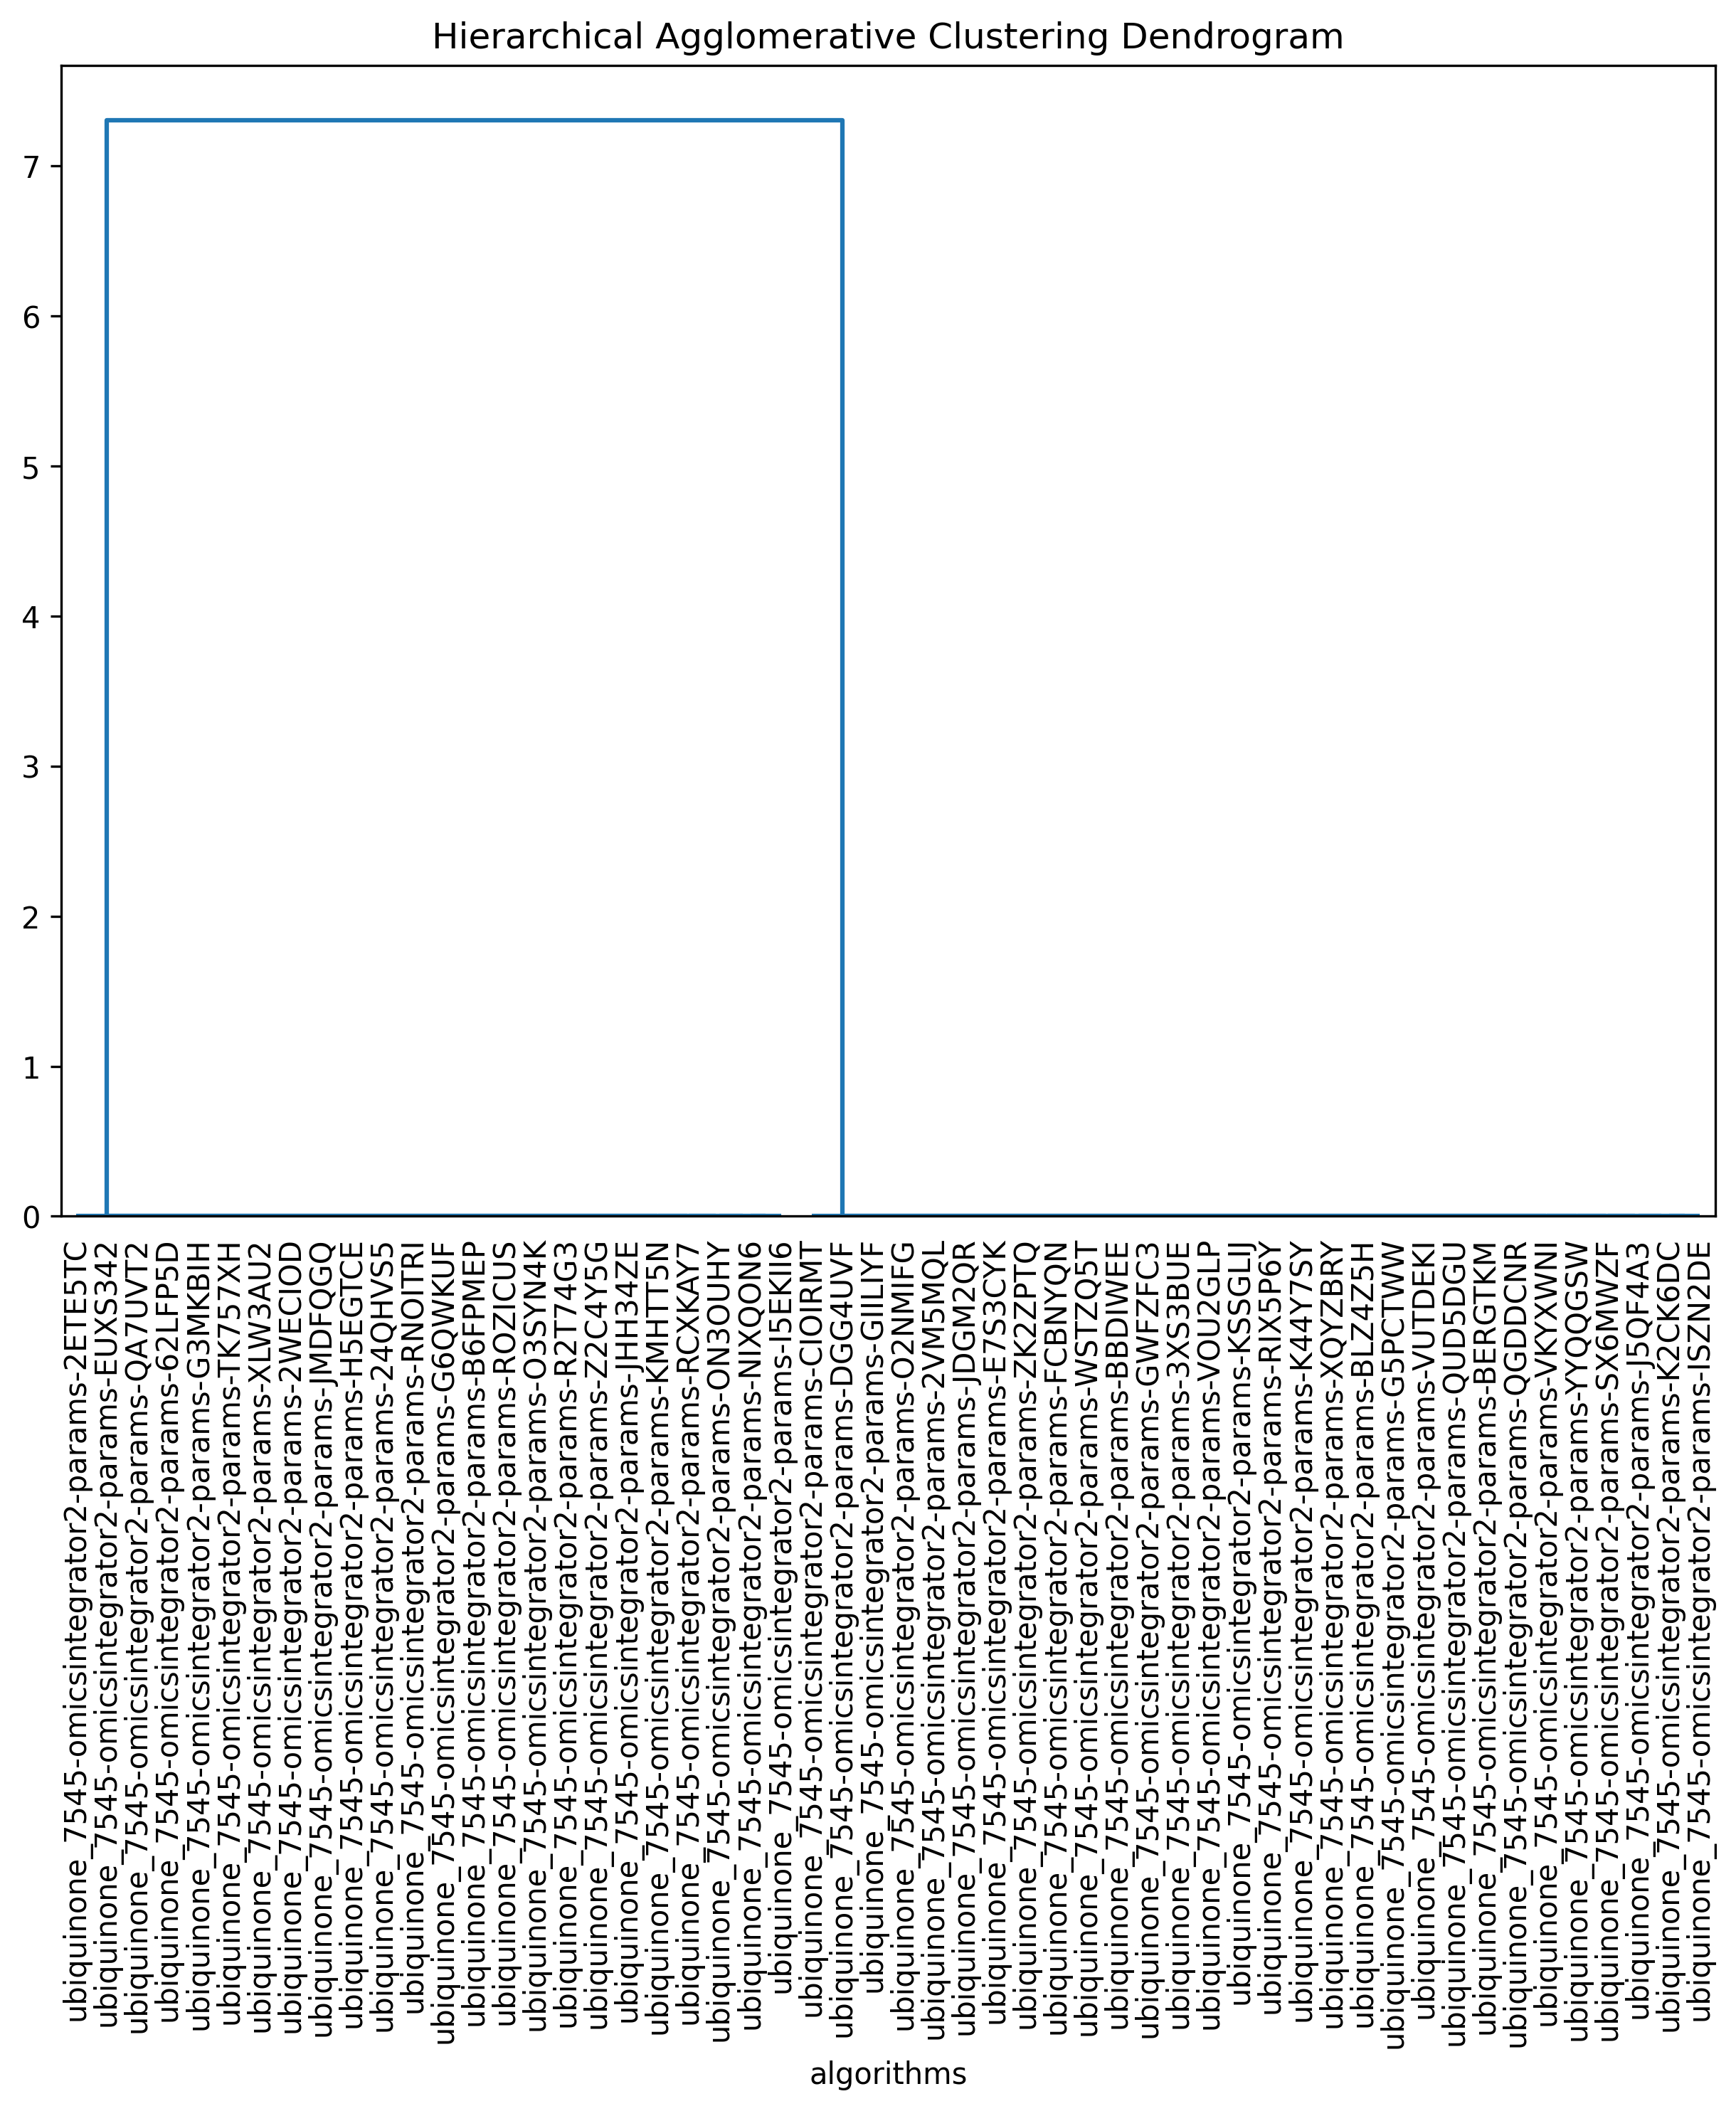 Hierarchical Agglomerative Clustering Dendrogram
7
6
5
4
3
2
1
0
ubiquinone_7545-omicsintegrator2-params-2ETE5TC
ubiquinone_7545-omicsintegrator2-params-EUXS342
ubiquinone_7545-omicsintegrator2-params-QA7UVT2
ubiquinone_7545-omicsintegrator2-params-62LFP5D
ubiquinone_7545-omicsintegrator2-params-G3MKBIH
ubiquinone_7545-omicsintegrator2-params-TK757XH
ubiquinone_7545-omicsintegrator2-params-XLW3AU2
ubiquinone_7545-omicsintegrator2-params-2WECIOD
ubiquinone_7545-omicsintegrator2-params-JMDFQGQ
ubiquinone_7545-omicsintegrator2-params-H5EGTCE
ubiquinone_7545-omicsintegrator2-params-24QHVS5
ubiquinone_7545-omicsintegrator2-params-RNOITRI
ubiquinone_7545-omicsintegrator2-params-G6QWKUF
ubiquinone_7545-omicsintegrator2-params-B6FPMEP
ubiquinone_7545-omicsintegrator2-params-ROZICUS
ubiquinone_7545-omicsintegrator2-params-O3SYN4K
ubiquinone_7545-omicsintegrator2-params-R2T74G3
ubiquinone_7545-omicsintegrator2-params-Z2C4Y5G
ubiquinone_7545-omicsintegrator2-params-JHH34ZE
ubiquinone_7545-omicsintegrator2-params-KMHTT5N
ubiquinone_7545-omicsintegrator2-params-RCXKAY7
ubiquinone_7545-omicsintegrator2-params-ON3OUHY
ubiquinone_7545-omicsintegrator2-params-NIXQON6
ubiquinone_7545-omicsintegrator2-params-I5EKII6
ubiquinone_7545-omicsintegrator2-params-CIOIRMT
ubiquinone_7545-omicsintegrator2-params-DGG4UVF
ubiquinone_7545-omicsintegrator2-params-GIILIYF
ubiquinone_7545-omicsintegrator2-params-O2NMIFG
ubiquinone_7545-omicsintegrator2-params-2VM5MQL
ubiquinone_7545-omicsintegrator2-params-JDGM2QR
ubiquinone_7545-omicsintegrator2-params-E7S3CYK
ubiquinone_7545-omicsintegrator2-params-ZK2ZPTQ
ubiquinone_7545-omicsintegrator2-params-FCBNYQN
ubiquinone_7545-omicsintegrator2-params-WSTZQ5T
ubiquinone_7545-omicsintegrator2-params-BBDIWEE
ubiquinone_7545-omicsintegrator2-params-GWFZFC3
ubiquinone_7545-omicsintegrator2-params-3XS3BUE
ubiquinone_7545-omicsintegrator2-params-VOU2GLP
ubiquinone_7545-omicsintegrator2-params-KSSGLIJ
ubiquinone_7545-omicsintegrator2-params-RIX5P6Y
ubiquinone_7545-omicsintegrator2-params-K44Y7SY
ubiquinone_7545-omicsintegrator2-params-XQYZBRY
ubiquinone_7545-omicsintegrator2-params-BLZ4Z5H
ubiquinone_7545-omicsintegrator2-params-G5PCTWW
ubiquinone_7545-omicsintegrator2-params-VUTDEKI
ubiquinone_7545-omicsintegrator2-params-QUD5DGU
ubiquinone_7545-omicsintegrator2-params-BERGTKM
ubiquinone_7545-omicsintegrator2-params-QGDDCNR
ubiquinone_7545-omicsintegrator2-params-VKYXWNI
ubiquinone_7545-omicsintegrator2-params-YYQQGSW
ubiquinone_7545-omicsintegrator2-params-SX6MWZF
ubiquinone_7545-omicsintegrator2-params-J5QF4A3
ubiquinone_7545-omicsintegrator2-params-K2CK6DC
ubiquinone_7545-omicsintegrator2-params-ISZN2DE
algorithms